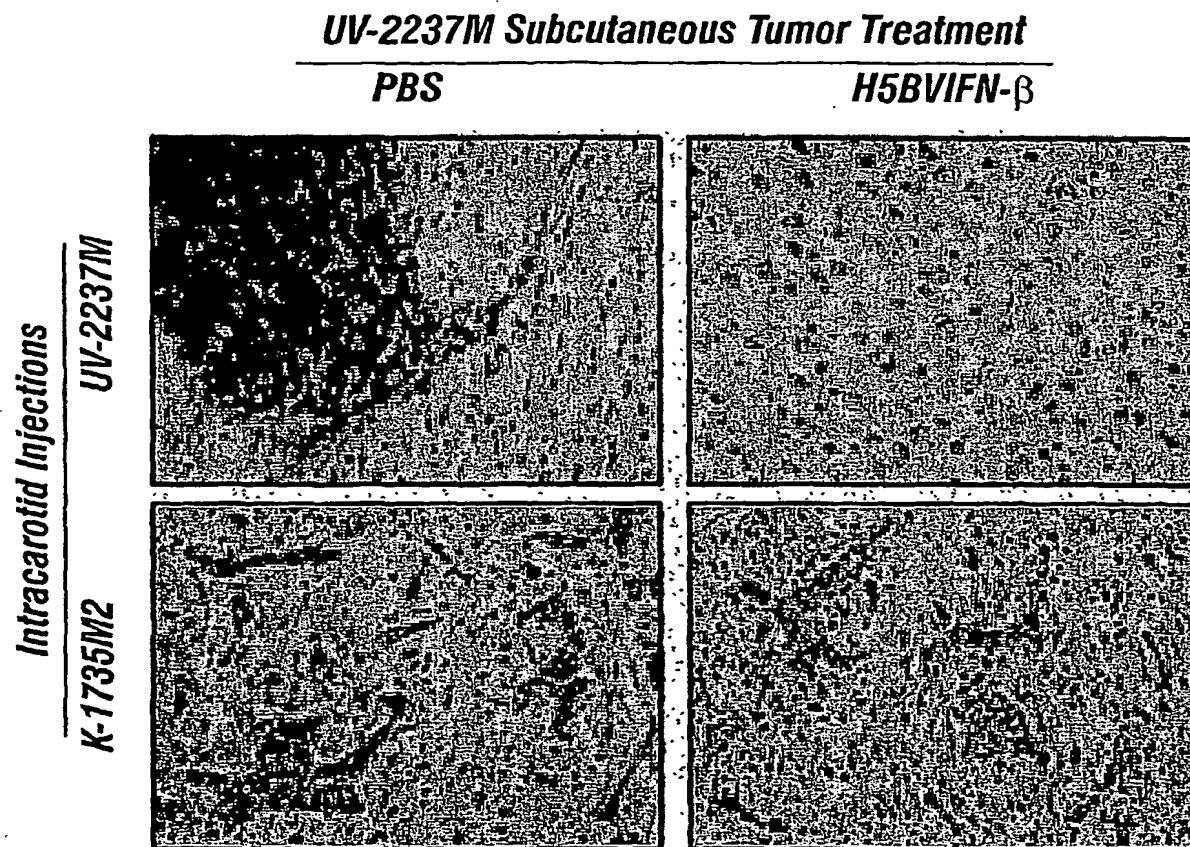 UV-2237M Subcutaneous Tumor Treatment
PBS
H5BVIFN-β
Intracarotid Injections
UV-2237M
K-1735M2